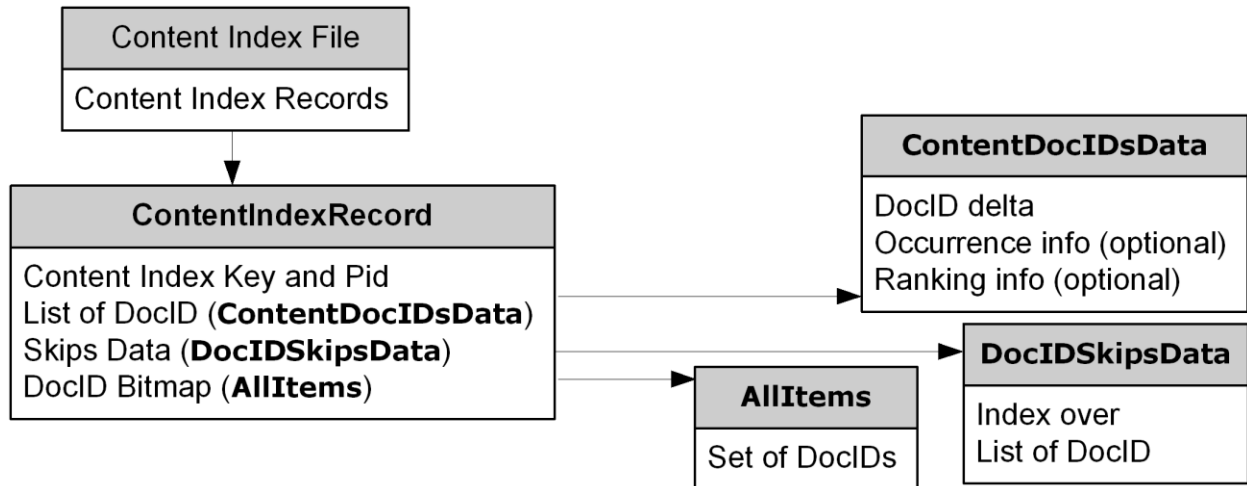 Content Index File
Content Index Records
ContentIndexRecord
Content Index Key and Pid
List of DocID (ContentDocIDsData)
Skips Data (DocIDSkipsData)
DocID Bitmap (AllItems)
ContentDocIDsData
DocID delta
Occurrence info (optional)
Ranking info (optional)
DocIDSkipsData
Index over
List of DocID
AllItems
Set of DocIDs